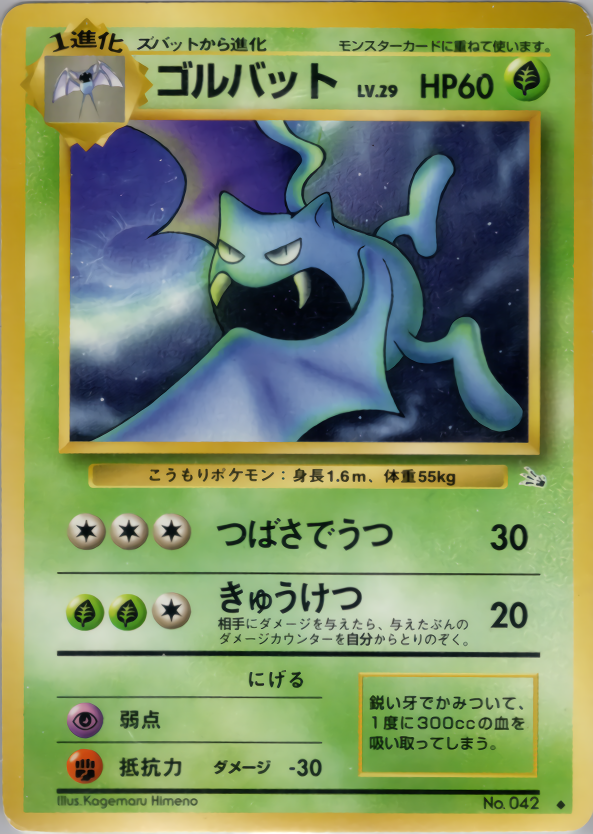 1進化
ズバットから進化
モンスターカードに重ねて使います。
ゴルバット LV.29 HP60
こうもりポケモン：身長1.6m、体重55kg
つばさでうつ 30
きゅうけつ 20
相手にダメージを与えたら、与えたぶんの
ダメージカウンターを自分からとりのぞく。
にげる
弱点
抵抗力 ダメージ -30
鋭い牙でかみついて、
1度に300ccの血を
吸い取ってしまう。
Illus.Kagemaru Himeno
No. 042